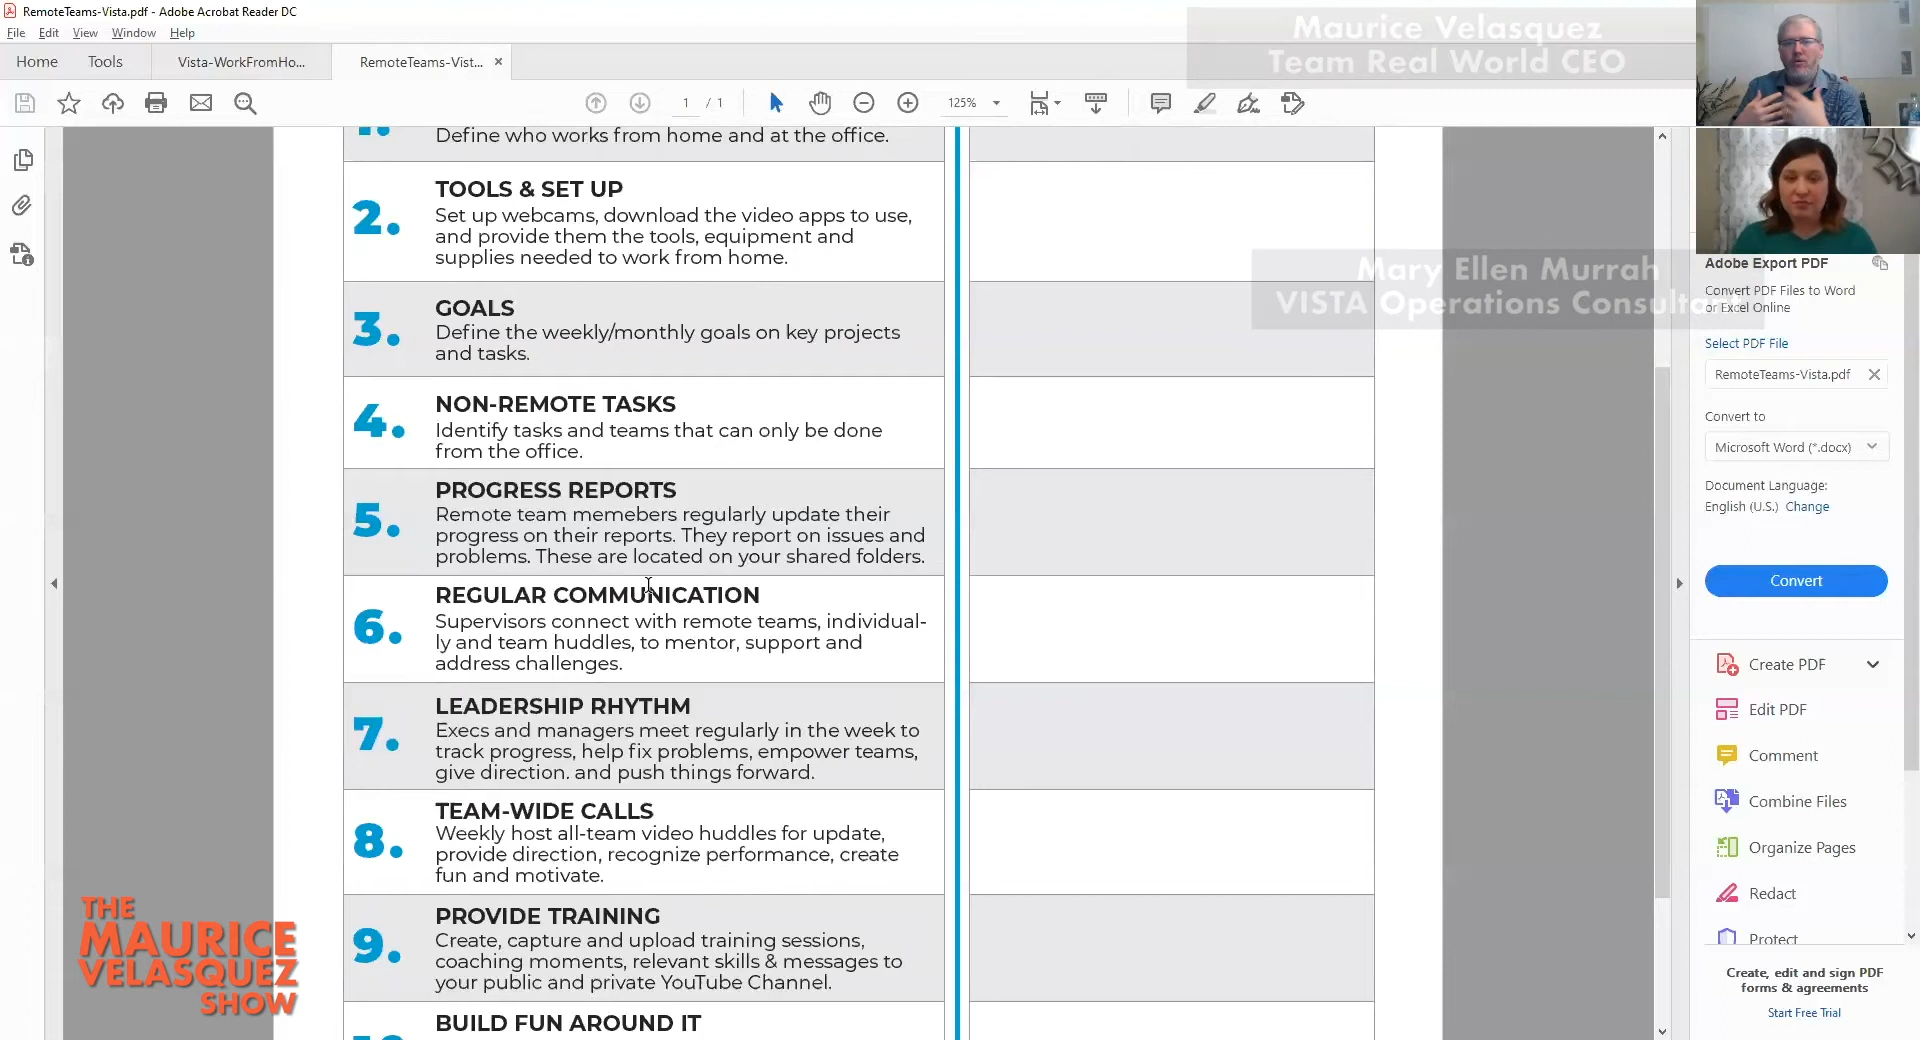 RemoteTeams-Vista.pdf - Adobe Acrobat Reader DC
File Edit View Window Help
Home Tools Vista-WorkFromHo... RemoteTeams-Vist... ×
1 / 1 125%
Maurice Velasquez
Team Real World CEO
Define who works from home and at the office.
2. TOOLS & SET UP
Set up webcams, download the video apps to use,
and provide them the tools, equipment and
supplies needed to work from home.
3. GOALS
Define the weekly/monthly goals on key projects
and tasks.
4. NON-REMOTE TASKS
Identify tasks and teams that can only be done
from the office.
5. PROGRESS REPORTS
Remote team memebers regularly update their
progress on their reports. They report on issues and
problems. These are located on your shared folders.
6. REGULAR COMMUNICATION
Supervisors connect with remote teams, individual-
ly and team huddles, to mentor, support and
address challenges.
7. LEADERSHIP RHYTHM
Execs and managers meet regularly in the week to
track progress, help fix problems, empower teams,
give direction. and push things forward.
8. TEAM-WIDE CALLS
Weekly host all-team video huddles for update,
provide direction, recognize performance, create
fun and motivate.
9. PROVIDE TRAINING
Create, capture and upload training sessions,
coaching moments, relevant skills & messages to
your public and private YouTube Channel.
BUILD FUN AROUND IT
Mary Ellen Murrah
VISTA Operations Consultant
Adobe Export PDF
Convert PDF Files to Word
or Excel Online
Select PDF File
RemoteTeams-Vista.pdf
Convert to
Microsoft Word (*.docx)
Document Language:
English (U.S.) Change
Convert
Create PDF
Edit PDF
Comment
Combine Files
Organize Pages
Redact
Protect
Create, edit and sign PDF
forms & agreements
Start Free Trial
THE
MAURICE
VELASQUEZ
SHOW